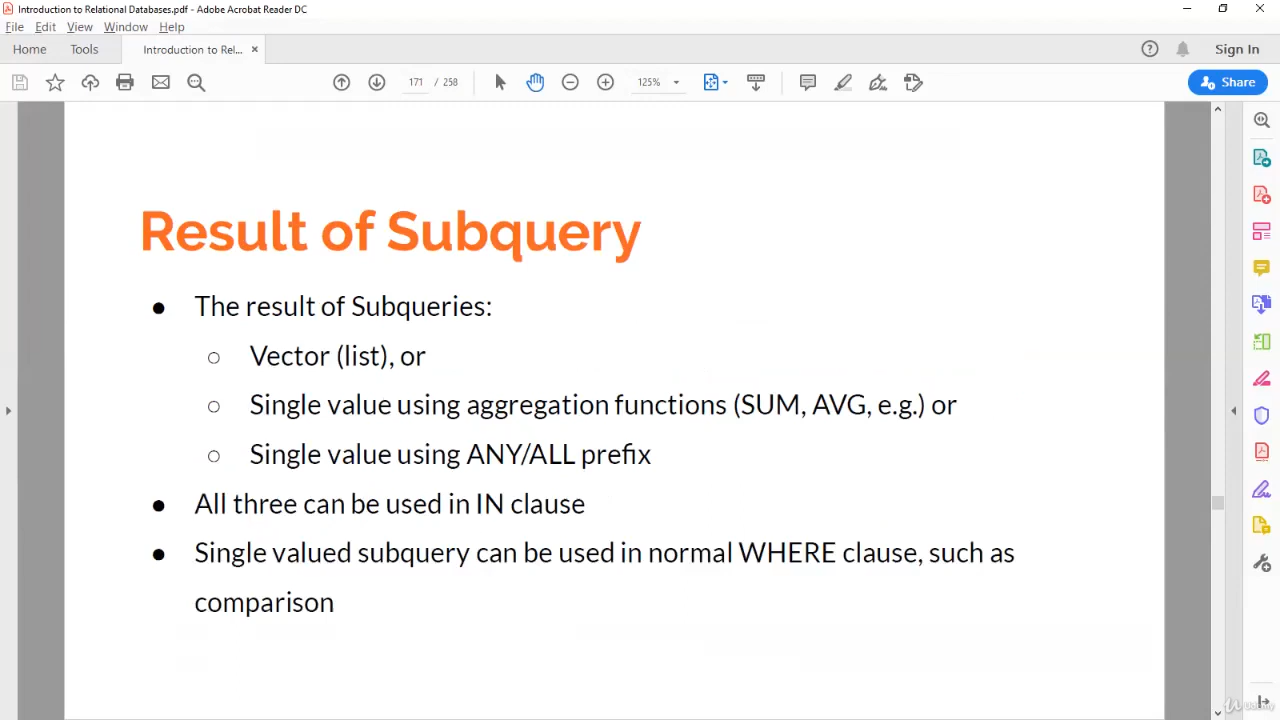 Introduction to Relational Databases.pdf - Adobe Acrobat Reader DC
File Edit View Window Help
Home Tools Introduction to Rel... × Sign In
171 / 258 125% Share
Result of Subquery
● The result of Subqueries:
○ Vector (list), or
○ Single value using aggregation functions (SUM, AVG, e.g.) or
○ Single value using ANY/ALL prefix
● All three can be used in IN clause
● Single valued subquery can be used in normal WHERE clause, such as
comparison
Udemy